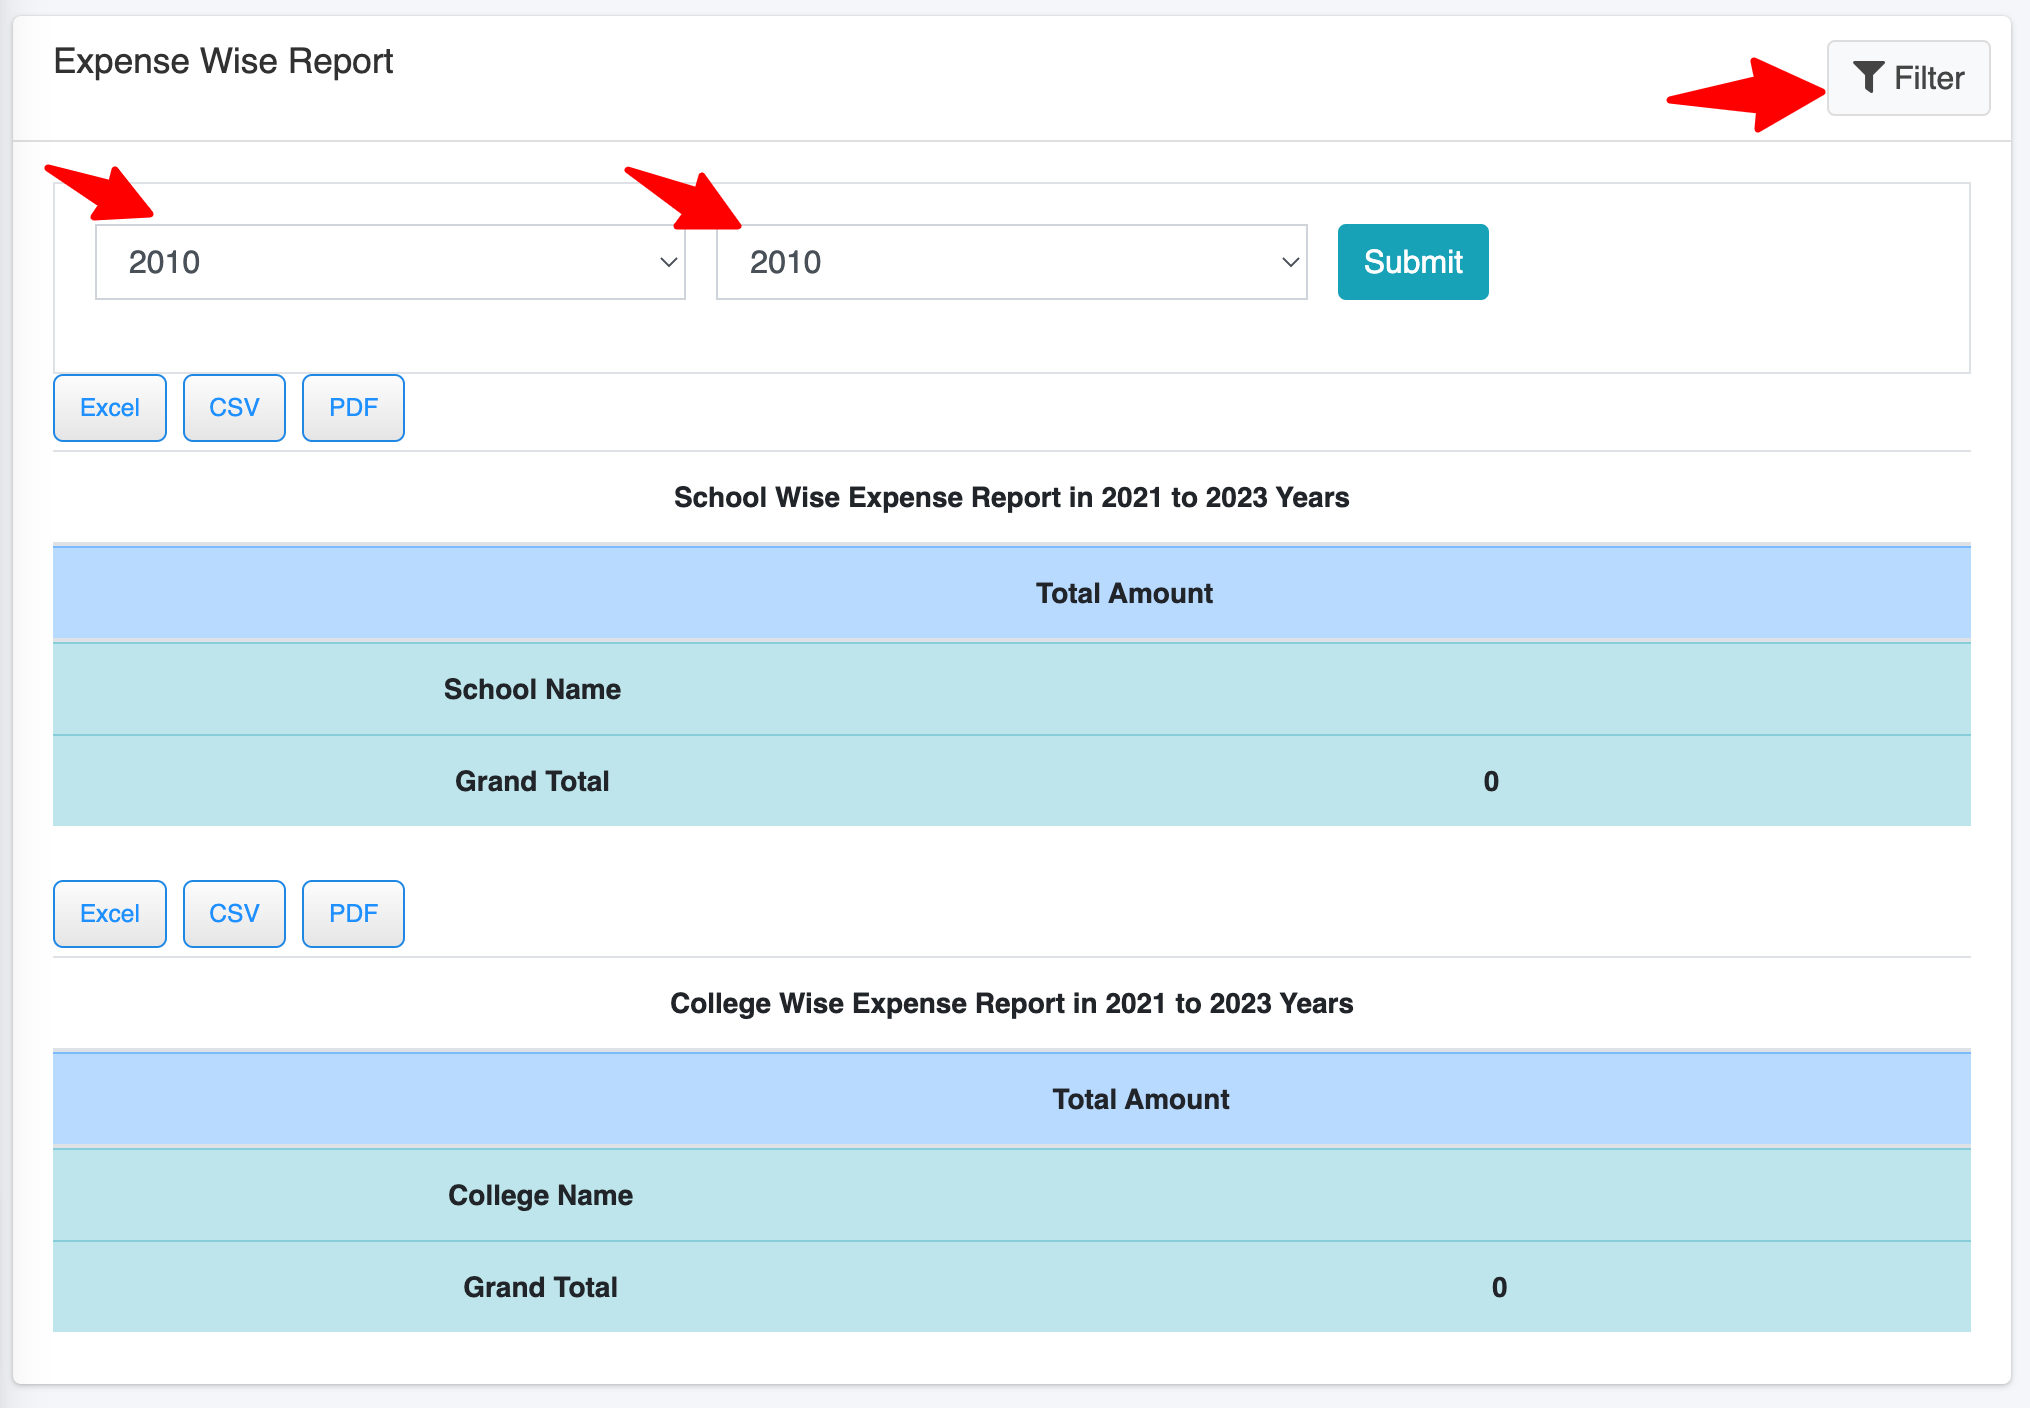 Expense Wise Report
Filter
2010 2010 Submit
Excel CSV PDF
School Wise Expense Report in 2021 to 2023 Years
Total Amount
School Name
Grand Total 0
Excel CSV PDF
College Wise Expense Report in 2021 to 2023 Years
Total Amount
College Name
Grand Total 0